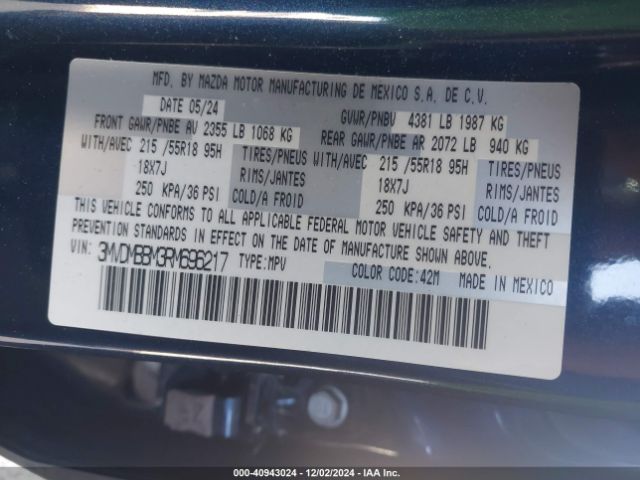 MFD. BY MAZDA MOTOR MANUFACTURING DE MEXICO S.A. DE C.V.
DATE 05/24 GVWR/PNBV 4381 LB 1987 KG
FRONT GAWR/PNBE AV 2355 LB 1068 KG REAR GAWR/PNBE AR 2072 LB 940 KG
WITH/AVEC 215 /55R18 95H TIRES/PNEUS WITH/AVEC 215 /55R18 95H TIRES/PNEUS
18X7J RIMS/JANTES 18X7J RIMS/JANTES
250 KPA/36 PSI COLD/A FROID 250 KPA/36 PSI COLD/A FROID
THIS VEHICLE CONFORMS TO ALL APPLICABLE FEDERAL MOTOR VEHICLE SAFETY AND THEFT
PREVENTION STANDARDS IN EFFECT ON THE DATE OF MANUFACTURE SHOWN ABOVE.
VIN: 3MVDMBBM3RM696217 TYPE:MPV COLOR CODE:42M MADE IN MEXICO
000-40943024 - 12/02/2024 - IAA Inc.